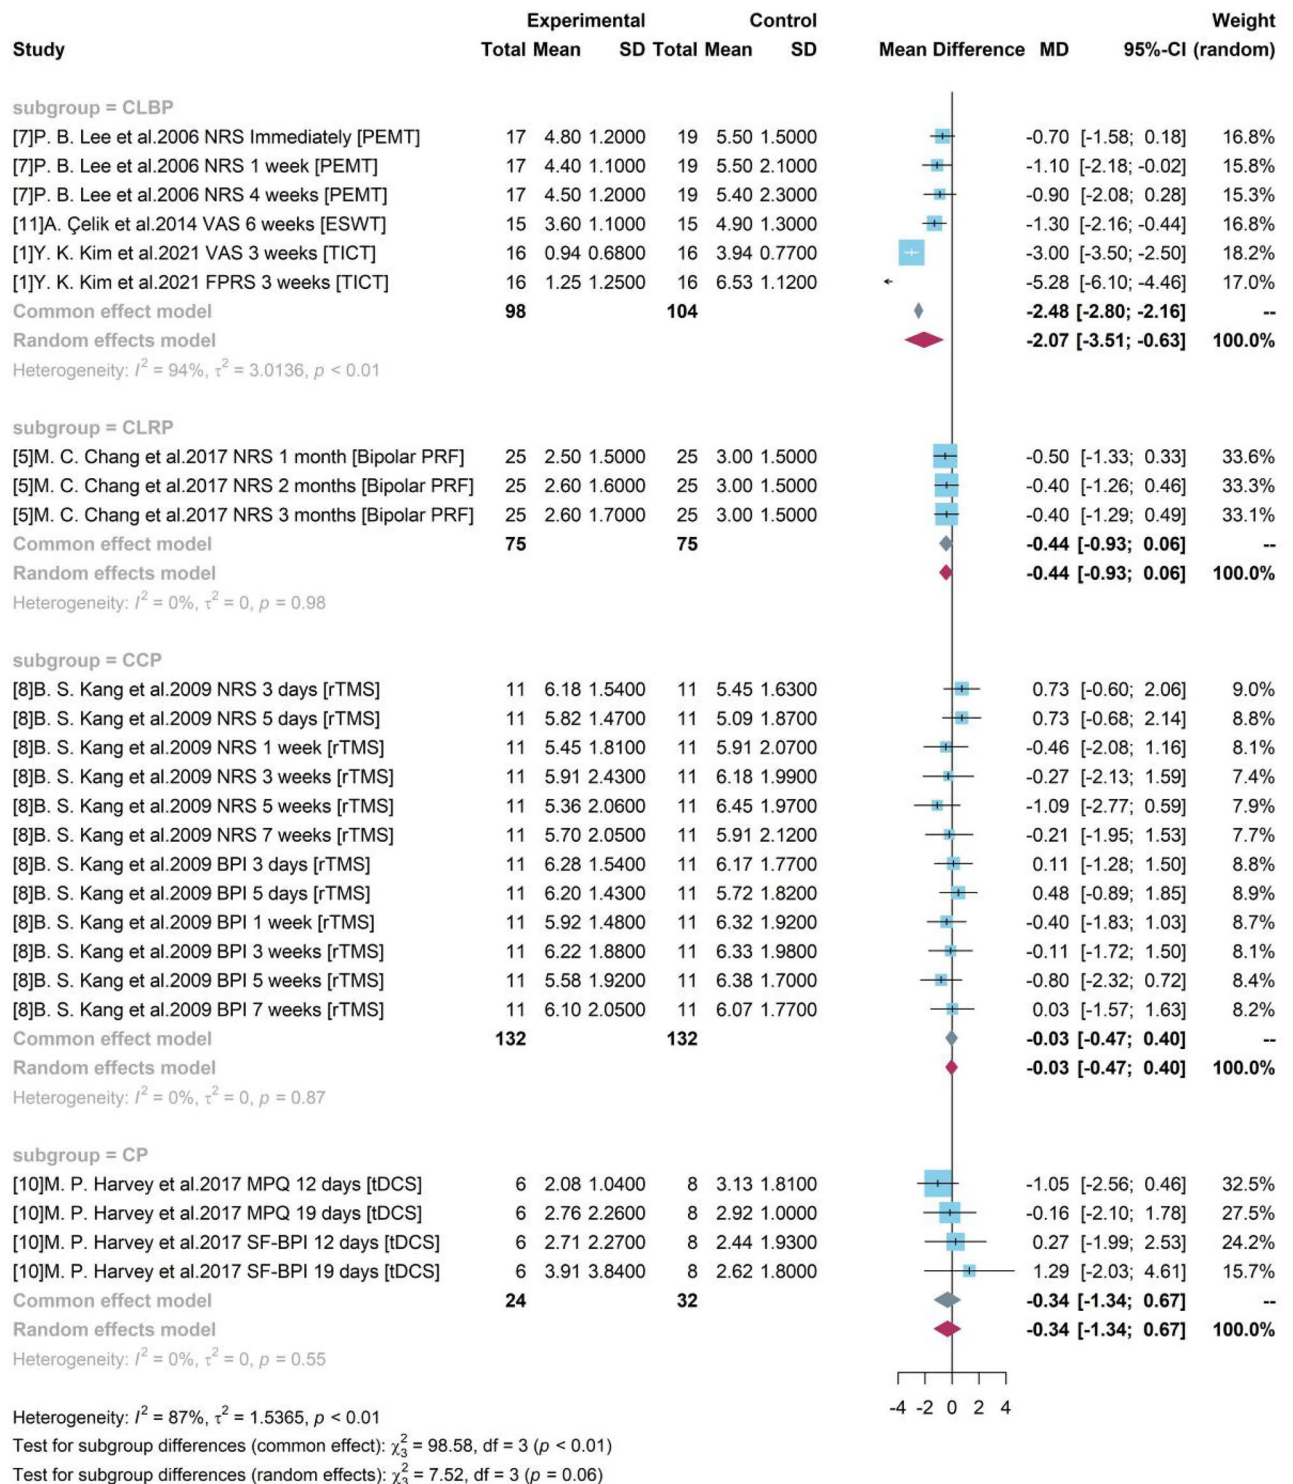 Experimental Control Weight
Study Total Mean SD Total Mean SD Mean Difference MD 95%-CI (random)
subgroup = CLBP
[7]P. B. Lee et al.2006 NRS Immediately [PEMT] 17 4.80 1.2000 19 5.50 1.5000 -0.70 [-1.58; 0.18] 16.8%
[7]P. B. Lee et al.2006 NRS 1 week [PEMT] 17 4.40 1.1000 19 5.50 2.1000 -1.10 [-2.18; -0.02] 15.8%
[7]P. B. Lee et al.2006 NRS 4 weeks [PEMT] 17 4.50 1.2000 19 5.40 2.3000 -0.90 [-2.08; 0.28] 15.3%
[11]A. Çelik et al.2014 VAS 6 weeks [ESWT] 15 3.60 1.1000 15 4.90 1.3000 -1.30 [-2.16; -0.44] 16.8%
[1]Y. K. Kim et al.2021 VAS 3 weeks [TICT] 16 0.94 0.6800 16 3.94 0.7700 -3.00 [-3.50; -2.50] 18.2%
[1]Y. K. Kim et al.2021 FPRS 3 weeks [TICT] 16 1.25 1.2500 16 6.53 1.1200 -5.28 [-6.10; -4.46] 17.0%
Common effect model 98 104 -2.48 [-2.80; -2.16] --
Random effects model -2.07 [-3.51; -0.63] 100.0%
Heterogeneity: I² = 94%, τ² = 3.0136, p < 0.01
subgroup = CLRP
[5]M. C. Chang et al.2017 NRS 1 month [Bipolar PRF] 25 2.50 1.5000 25 3.00 1.5000 -0.50 [-1.33; 0.33] 33.6%
[5]M. C. Chang et al.2017 NRS 2 months [Bipolar PRF] 25 2.60 1.6000 25 3.00 1.5000 -0.40 [-1.26; 0.46] 33.3%
[5]M. C. Chang et al.2017 NRS 3 months [Bipolar PRF] 25 2.60 1.7000 25 3.00 1.5000 -0.40 [-1.29; 0.49] 33.1%
Common effect model 75 75 -0.44 [-0.93; 0.06] --
Random effects model -0.44 [-0.93; 0.06] 100.0%
Heterogeneity: I² = 0%, τ² = 0, p = 0.98
subgroup = CCP
[8]B. S. Kang et al.2009 NRS 3 days [rTMS] 11 6.18 1.5400 11 5.45 1.6300 0.73 [-0.60; 2.06] 9.0%
[8]B. S. Kang et al.2009 NRS 5 days [rTMS] 11 5.82 1.4700 11 5.09 1.8700 0.73 [-0.68; 2.14] 8.8%
[8]B. S. Kang et al.2009 NRS 1 week [rTMS] 11 5.45 1.8100 11 5.91 2.0700 -0.46 [-2.08; 1.16] 8.1%
[8]B. S. Kang et al.2009 NRS 3 weeks [rTMS] 11 5.91 2.4300 11 6.18 1.9900 -0.27 [-2.13; 1.59] 7.4%
[8]B. S. Kang et al.2009 NRS 5 weeks [rTMS] 11 5.36 2.0600 11 6.45 1.9700 -1.09 [-2.77; 0.59] 7.9%
[8]B. S. Kang et al.2009 NRS 7 weeks [rTMS] 11 5.70 2.0500 11 5.91 2.1200 -0.21 [-1.95; 1.53] 7.7%
[8]B. S. Kang et al.2009 BPI 3 days [rTMS] 11 6.28 1.5400 11 6.17 1.7700 0.11 [-1.28; 1.50] 8.8%
[8]B. S. Kang et al.2009 BPI 5 days [rTMS] 11 6.20 1.4300 11 5.72 1.8200 0.48 [-0.89; 1.85] 8.9%
[8]B. S. Kang et al.2009 BPI 1 week [rTMS] 11 5.92 1.4800 11 6.32 1.9200 -0.40 [-1.83; 1.03] 8.7%
[8]B. S. Kang et al.2009 BPI 3 weeks [rTMS] 11 6.22 1.8800 11 6.33 1.9800 -0.11 [-1.72; 1.50] 8.1%
[8]B. S. Kang et al.2009 BPI 5 weeks [rTMS] 11 5.58 1.9200 11 6.38 1.7000 -0.80 [-2.32; 0.72] 8.4%
[8]B. S. Kang et al.2009 BPI 7 weeks [rTMS] 11 6.10 2.0500 11 6.07 1.7700 0.03 [-1.57; 1.63] 8.2%
Common effect model 132 132 -0.03 [-0.47; 0.40] --
Random effects model -0.03 [-0.47; 0.40] 100.0%
Heterogeneity: I² = 0%, τ² = 0, p = 0.87
subgroup = CP
[10]M. P. Harvey et al.2017 MPQ 12 days [tDCS] 6 2.08 1.0400 8 3.13 1.8100 -1.05 [-2.56; 0.46] 32.5%
[10]M. P. Harvey et al.2017 MPQ 19 days [tDCS] 6 2.76 2.2600 8 2.92 1.0000 -0.16 [-2.10; 1.78] 27.5%
[10]M. P. Harvey et al.2017 SF-BPI 12 days [tDCS] 6 2.71 2.2700 8 2.44 1.9300 0.27 [-1.99; 2.53] 24.2%
[10]M. P. Harvey et al.2017 SF-BPI 19 days [tDCS] 6 3.91 3.8400 8 2.62 1.8000 1.29 [-2.03; 4.61] 15.7%
Common effect model 24 32 -0.34 [-1.34; 0.67] --
Random effects model -0.34 [-1.34; 0.67] 100.0%
Heterogeneity: I² = 0%, τ² = 0, p = 0.55
-4 -2 0 2 4
Heterogeneity: I² = 87%, τ² = 1.5365, p < 0.01
Test for subgroup differences (common effect): χ²₃ = 98.58, df = 3 (p < 0.01)
Test for subgroup differences (random effects): χ²₃ = 7.52, df = 3 (p = 0.06)